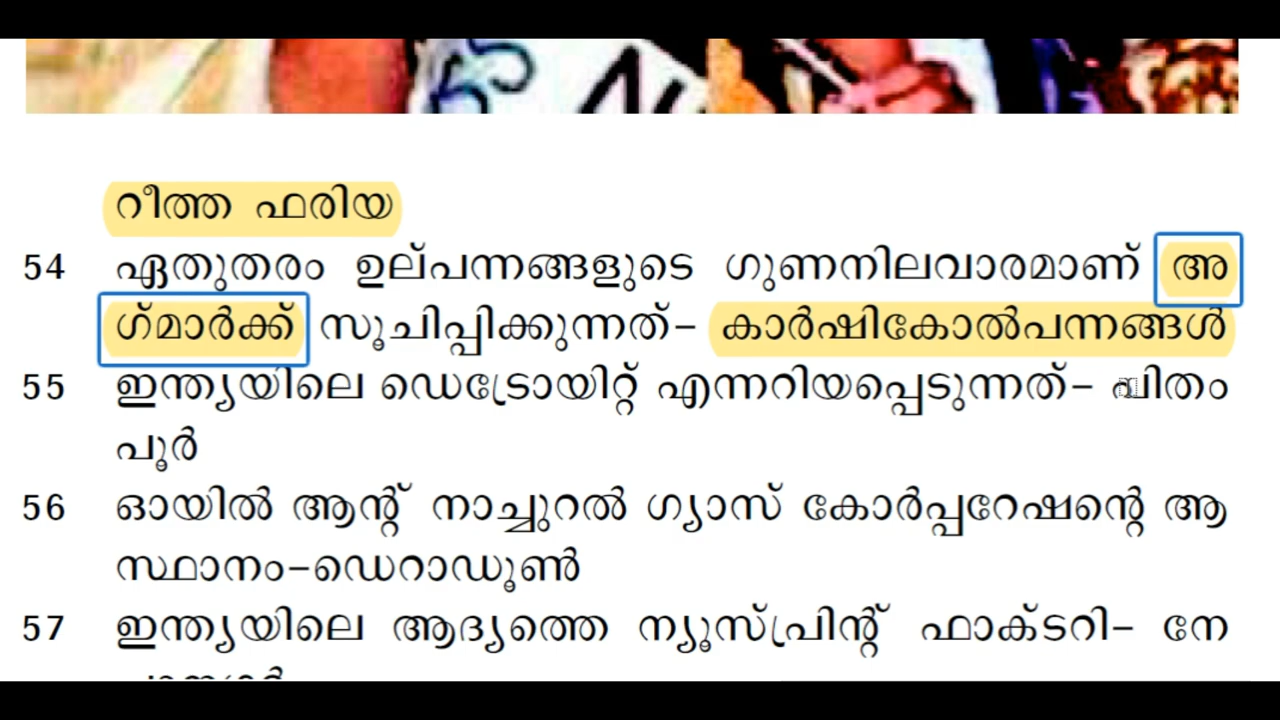 റീത്ത ഫരിയ
54 ഏതുതരം ഉല്പന്നങ്ങളുടെ ഗുണനിലവാരമാണ് അ
ഗ്മാർക്ക് സൂചിപ്പിക്കുന്നത്- കാർഷികോൽപന്നങ്ങൾ
55 ഇന്ത്യയിലെ ഡെട്രോയിറ്റ് എന്നറിയപ്പെടുന്നത്- പിതം
പൂർ
56 ഓയിൽ ആന്റ് നാച്ചുറൽ ഗ്യാസ് കോർപ്പറേഷന്റെ ആ
സ്ഥാനം-ഡെറാഡൂൺ
57 ഇന്ത്യയിലെ ആദ്യത്തെ ന്യൂസ്പ്രിന്റ് ഫാക്ടറി- നേ